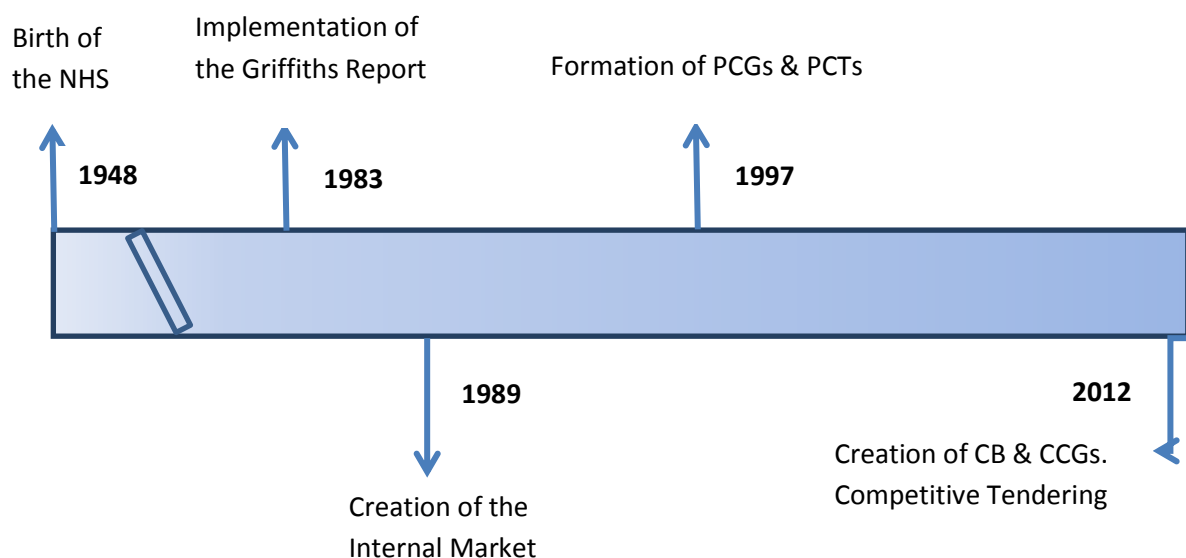 Birth of
the NHS
1948
Implementation of
the Griffiths Report
1983
Creation of the
Internal Market
1989
Formation of PCGs & PCTs
1997
Creation of CB & CCGs.
Competitive Tendering
2012